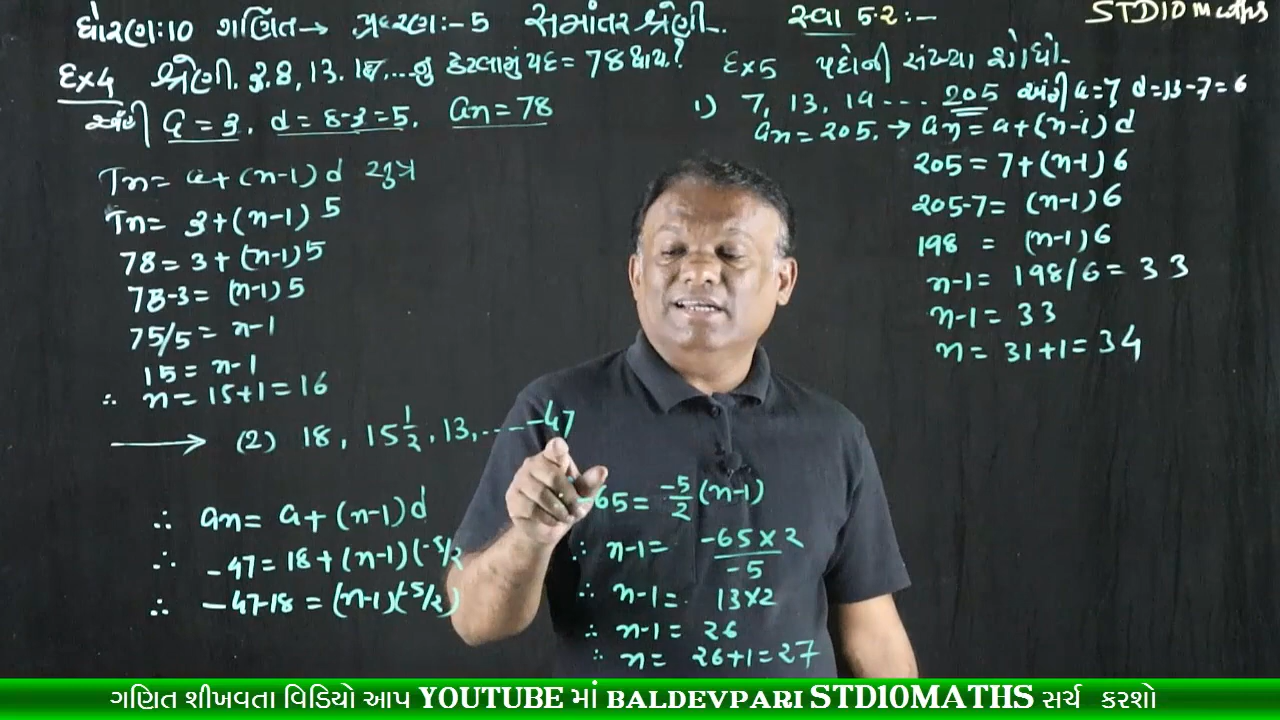 ધોરણ:10 ગણિત→ પ્રકરણ:-5 સમાંતર શ્રેણી.. સ્વા 5.2:-
STD10 Maths
Ex4 શ્રેણી. 3, 8, 13, 18,....નું કેટલામું પદ = 78 થાય?
અહીં a = 3, d = 8-3=5, an=78
Tn= a+(n-1)d સૂત્ર
Tn= 3+(n-1)5
78=3+(n-1)5
78-3= (n-1)5
75/5= n-1
15= n-1
∴ n=15+1=16
Ex5 પદોની સંખ્યા શોધો.
1) 7, 13, 19 ... 205 અહીં a=7 d=13-7=6
an=205. → an= a+(n-1)d
205=7+(n-1)6
205-7= (n-1)6
198 = (n-1)6
n-1= 198/6=33
n-1= 33
n= 31+1=34
→ (2) 18, 15 1/2, 13,.... -47
∴ an= a+(n-1)d
∴ -47=18+(n-1)(-5/2
∴ -47-18=(n-1)(-5/2)
-65= -5/2 (n-1)
∴ n-1= -65×2/-5
∴ n-1= 13×2
∴ n-1= 26
∴ n= 26+1=27
ગણિત શીખવતા વિડિયો આપ YOUTUBE માં BALDEVPARI STD10MATHS સર્ચ કરશો